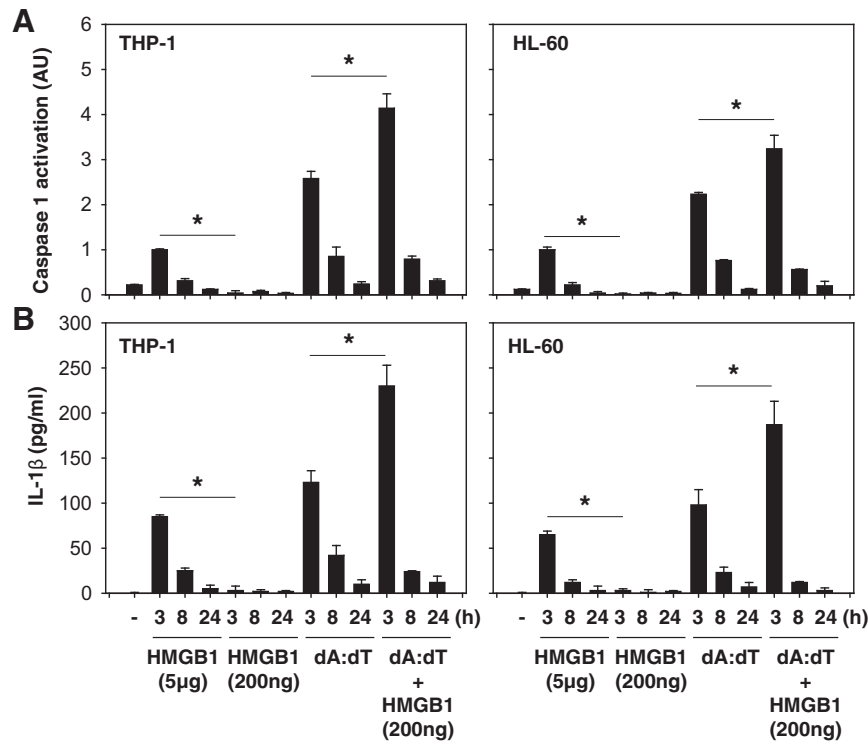 A
Caspase 1 activation (AU)
6
5
4
3
2
1
0
THP-1
*
*
HL-60
*
*
B
IL-1β (pg/ml)
300
250
200
150
100
50
0
THP-1
*
*
HL-60
*
*
- 3 8 24 3 8 24 3 8 24 3 8 24 (h)
HMGB1
(5μg)
HMGB1
(200ng)
dA:dT
dA:dT
+
HMGB1
(200ng)
- 3 8 24 3 8 24 3 8 24 3 8 24 (h)
HMGB1
(5μg)
HMGB1
(200ng)
dA:dT
dA:dT
+
HMGB1
(200ng)